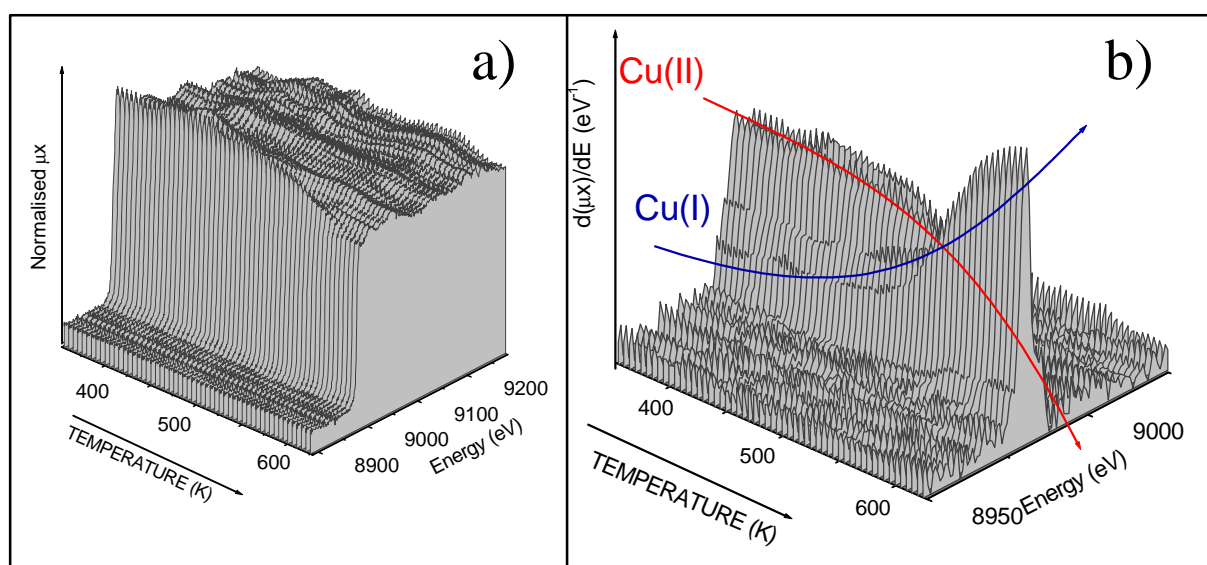 a)
Normalised μx
400
500
600
TEMPERATURE (K)
8900
9000
9100
9200
Energy (eV)
b)
Cu(II)
Cu(I)
d(μx)/dE (eV⁻¹)
400
500
600
TEMPERATURE (K)
8950
9000
Energy (eV)